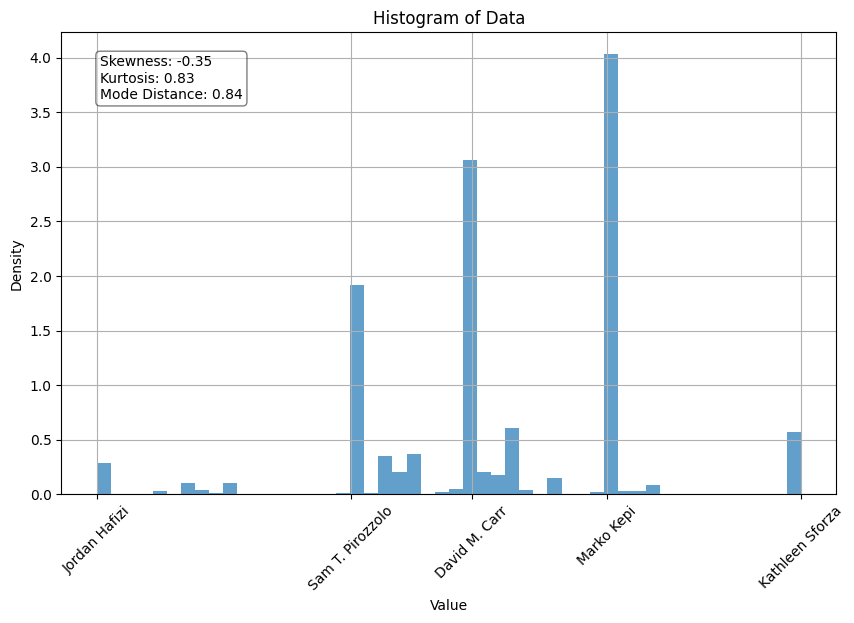 Histogram of Data
Skewness: -0.35
Kurtosis: 0.83
Mode Distance: 0.84
Density
4.0
3.5
3.0
2.5
2.0
1.5
1.0
0.5
0.0
Jordan Hafizi
Sam T. Pirozzolo
David M. Carr
Marko Kepi
Kathleen Sforza
Value